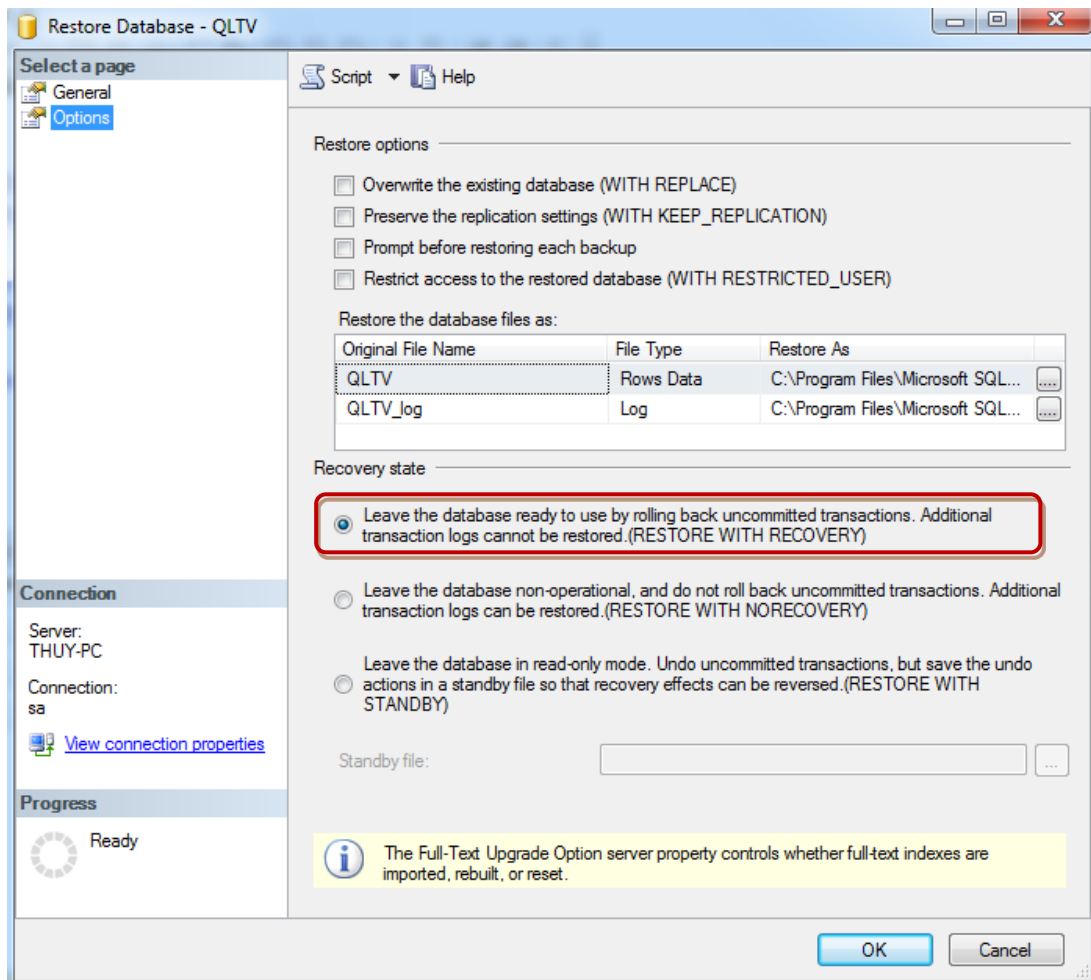 Restore Database - QLTV
Select a page
General
Options
Script
Help
Restore options
Overwrite the existing database (WITH REPLACE)
Preserve the replication settings (WITH KEEP_REPLICATION)
Prompt before restoring each backup
Restrict access to the restored database (WITH RESTRICTED_USER)
Restore the database files as:
Original File Name File Type Restore As
QLTV Rows Data C:\Program Files\Microsoft SQL... ....
QLTV_log Log C:\Program Files\Microsoft SQL... ....
Recovery state
Leave the database ready to use by rolling back uncommitted transactions. Additional
transaction logs cannot be restored.(RESTORE WITH RECOVERY)
Leave the database non-operational, and do not roll back uncommitted transactions. Additional
transaction logs can be restored.(RESTORE WITH NORECOVERY)
Leave the database in read-only mode. Undo uncommitted transactions, but save the undo
actions in a standby file so that recovery effects can be reversed.(RESTORE WITH
STANDBY)
Standby file: ...
Connection
Server:
THUY-PC
Connection:
sa
View connection properties
Progress
Ready
The Full-Text Upgrade Option server property controls whether full-text indexes are
imported, rebuilt, or reset.
OK
Cancel